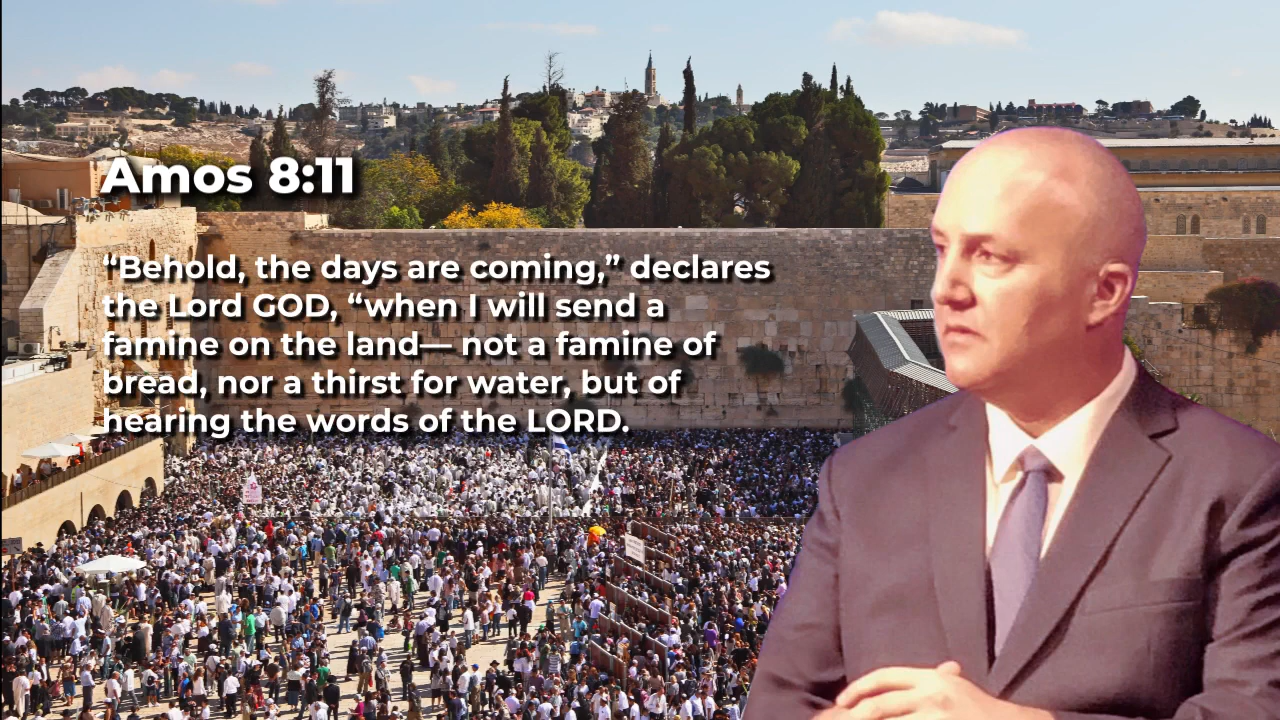 Amos 8:11
“Behold, the days are coming,” declares
the Lord GOD, “when I will send a
famine on the land— not a famine of
bread, nor a thirst for water, but of
hearing the words of the LORD.